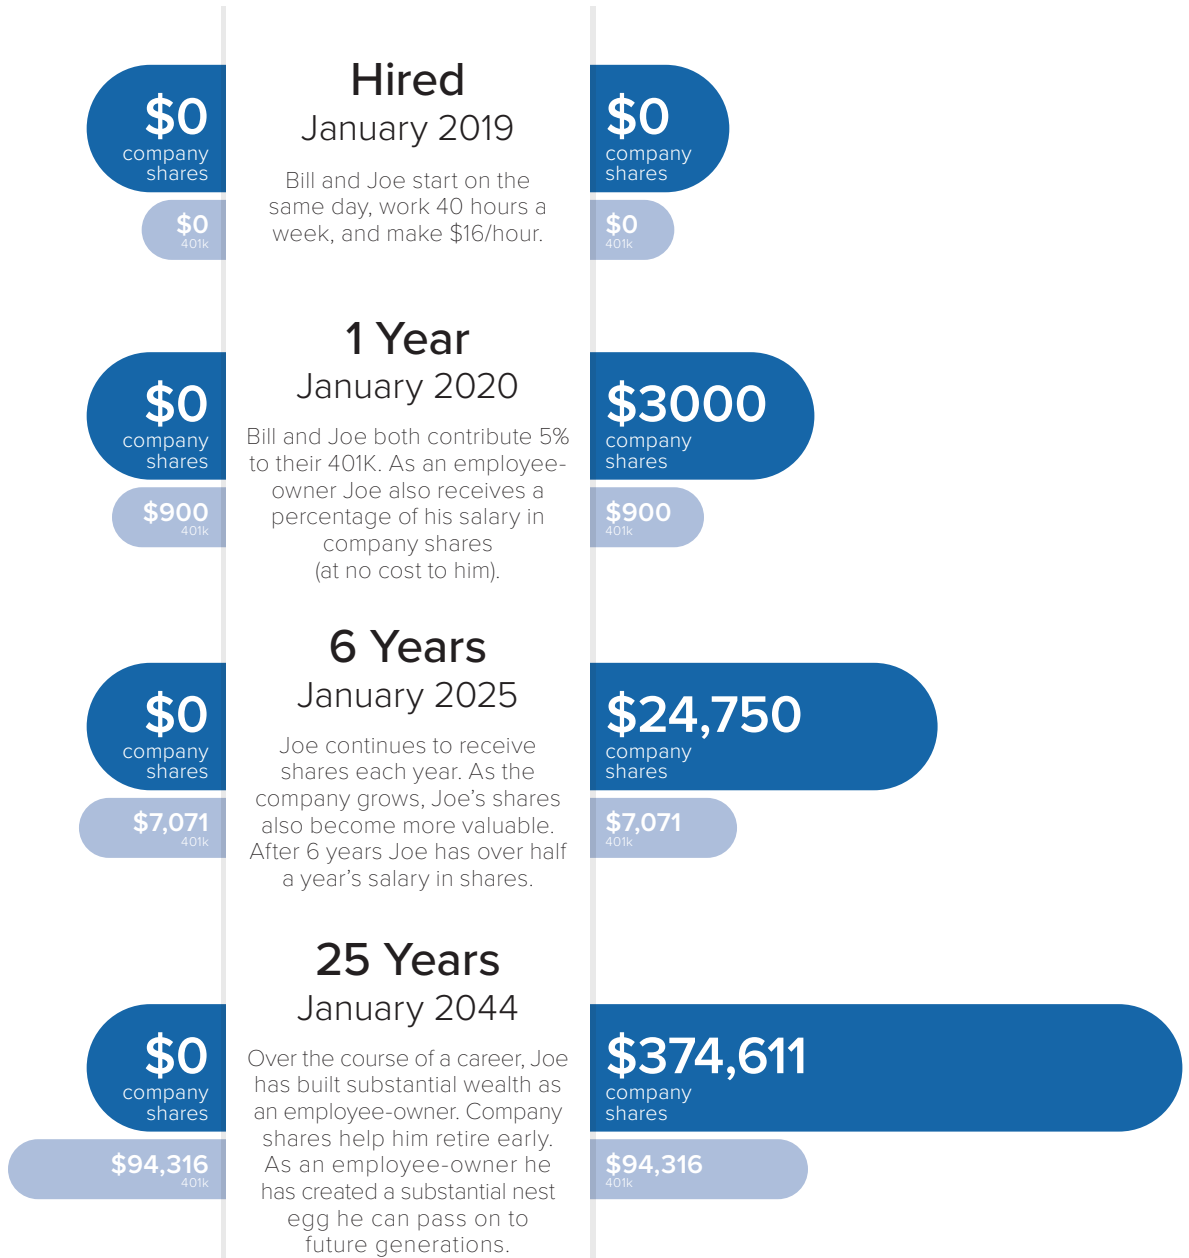 Hired
January 2019
Bill and Joe start on the
same day, work 40 hours a
week, and make $16/hour.
$0
company
shares
$0
401k
$0
company
shares
$0
401k
1 Year
January 2020
Bill and Joe both contribute 5%
to their 401K. As an employee-
owner Joe also receives a
percentage of his salary in
company shares
(at no cost to him).
$0
company
shares
$900
401k
$3000
company
shares
$900
401k
6 Years
January 2025
Joe continues to receive
shares each year. As the
company grows, Joe's shares
also become more valuable.
After 6 years Joe has over half
a year's salary in shares.
$0
company
shares
$7,071
401k
$24,750
company
shares
$7,071
401k
25 Years
January 2044
Over the course of a career, Joe
has built substantial wealth as
an employee-owner. Company
shares help him retire early.
As an employee-owner he
has created a substantial nest
egg he can pass on to
future generations.
$0
company
shares
$94,316
401k
$374,611
company
shares
$94,316
401k